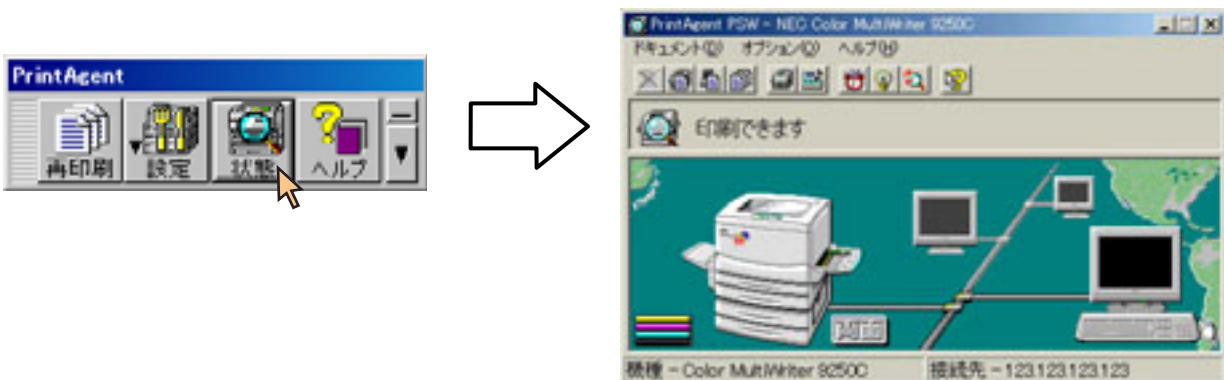 PrintAgent
再印刷
設定
状態
ヘルプ
PrintAgent PSW - NEC Color MultiWriter 9250C
ドキュメント(D) オプション(O) ヘルプ(H)
印刷できます
機種 - Color MultiWriter 9250C
接続先 - 123.123.123.123